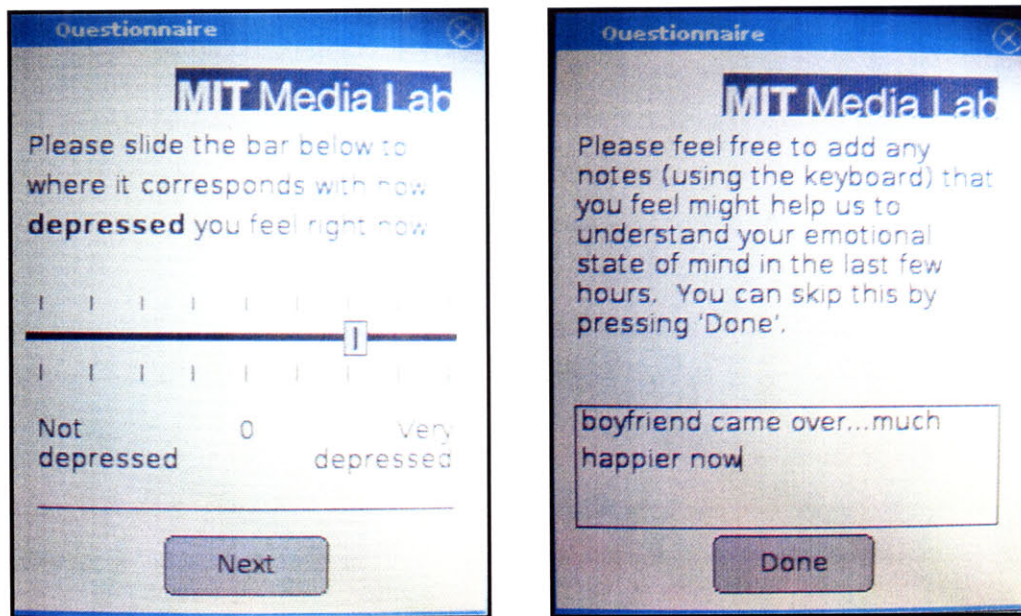 Questionnaire
MIT Media Lab
Please slide the bar below to
where it corresponds with how
depressed you feel right now
Not 0 Very
depressed depressed
Next
Questionnaire
MIT Media Lab
Please feel free to add any
notes (using the keyboard) that
you feel might help us to
understand your emotional
state of mind in the last few
hours. You can skip this by
pressing 'Done'.
boyfriend came over...much
happier now
Done